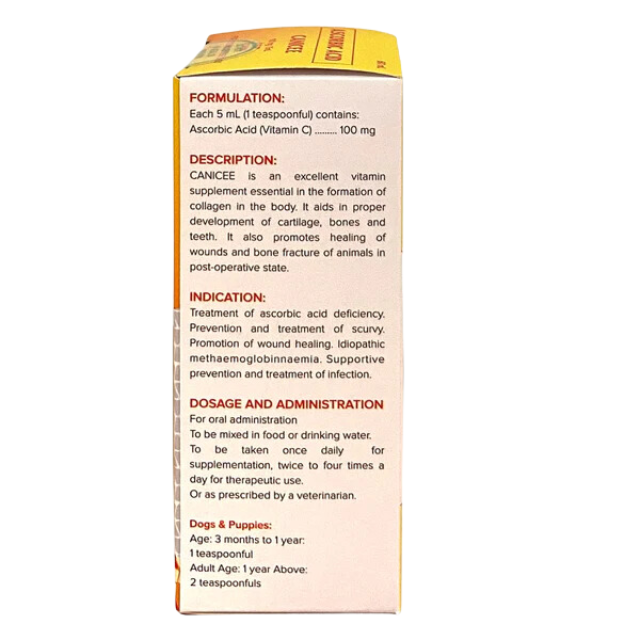 ASCORBIC ACID
CANICEE
FORMULATION:
Each 5 mL (1 teaspoonful) contains:
Ascorbic Acid (Vitamin C) ......... 100 mg
DESCRIPTION:
CANICEE is an excellent vitamin
supplement essential in the formation of
collagen in the body. It aids in proper
development of cartilage, bones and
teeth. It also promotes healing of
wounds and bone fracture of animals in
post-operative state.
INDICATION:
Treatment of ascorbic acid deficiency.
Prevention and treatment of scurvy.
Promotion of wound healing. Idiopathic
methaemoglobinnaemia. Supportive
prevention and treatment of infection.
DOSAGE AND ADMINISTRATION
For oral administration
To be mixed in food or drinking water.
To be taken once daily for
supplementation, twice to four times a
day for therapeutic use.
Or as prescribed by a veterinarian.
Dogs & Puppies:
Age: 3 months to 1 year:
1 teaspoonful
Adult Age: 1 year Above:
2 teaspoonfuls